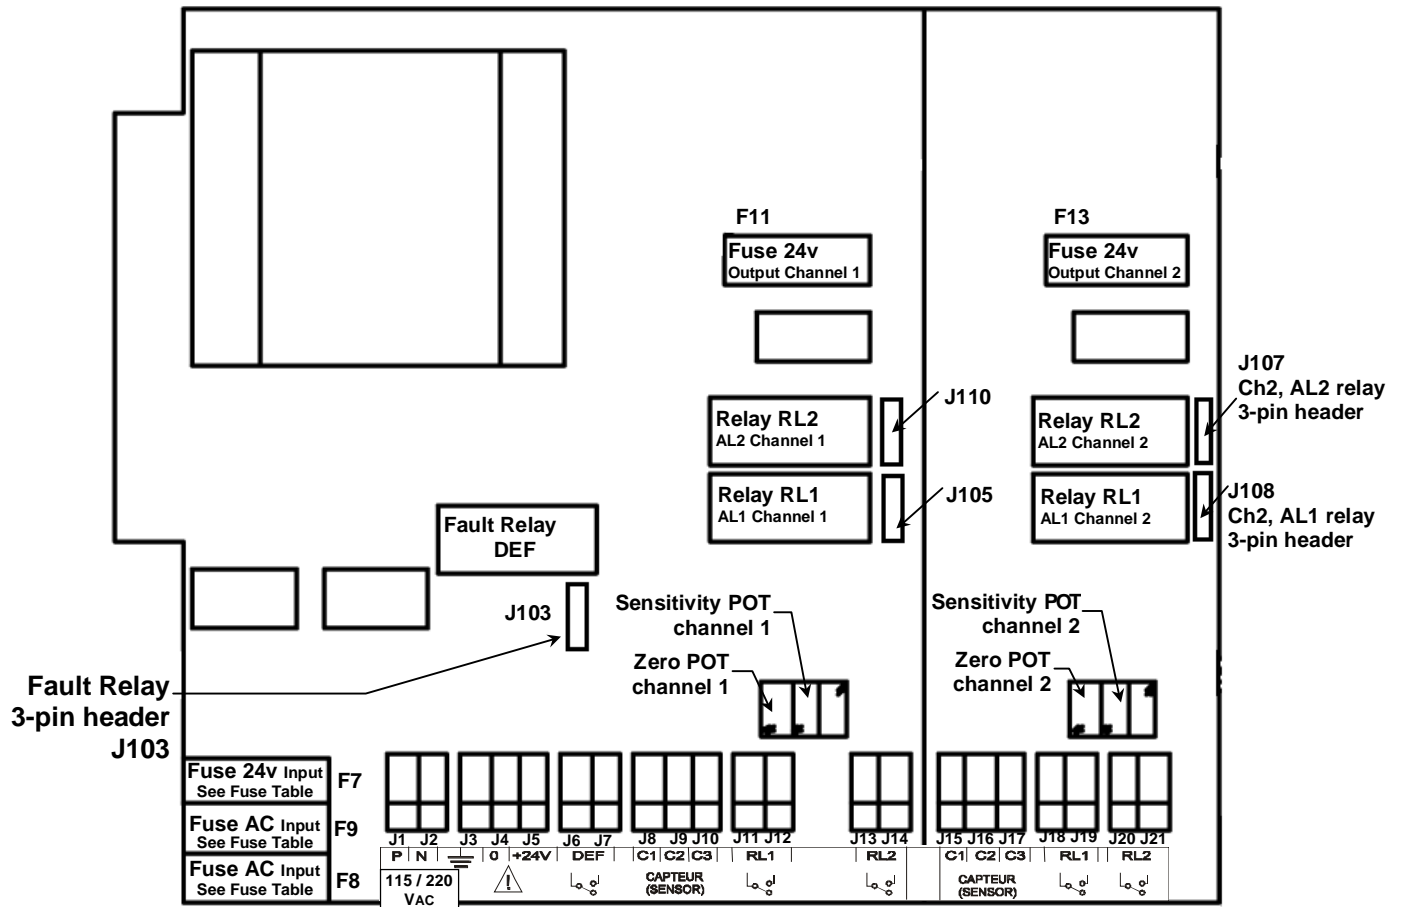 F11
Fuse 24v
Output Channel 1
F13
Fuse 24v
Output Channel 2
J107
Ch2, AL2 relay
3-pin header
Relay RL2
AL2 Channel 1
J110
Relay RL2
AL2 Channel 2
Relay RL1
AL1 Channel 1
J105
Relay RL1
AL1 Channel 2
J108
Ch2, AL1 relay
3-pin header
Fault Relay
DEF
J103
Sensitivity POT
channel 1
Sensitivity POT
channel 2
Zero POT
channel 1
Zero POT
channel 2
Fault Relay
3-pin header
J103
Fuse 24v Input
See Fuse Table
F7
Fuse AC Input
See Fuse Table
F9
Fuse AC Input
See Fuse Table
F8
J1 J2 J3 J4 J5 J6 J7 J8 J9 J10 J11 J12 J13 J14 J15 J16 J17 J18 J19 J20 J21
P N 0 +24V DEF C1 C2 C3 RL1 RL2 C1 C2 C3 RL1 RL2
115 / 220
VAC
!
CAPTEUR
(SENSOR)
CAPTEUR
(SENSOR)